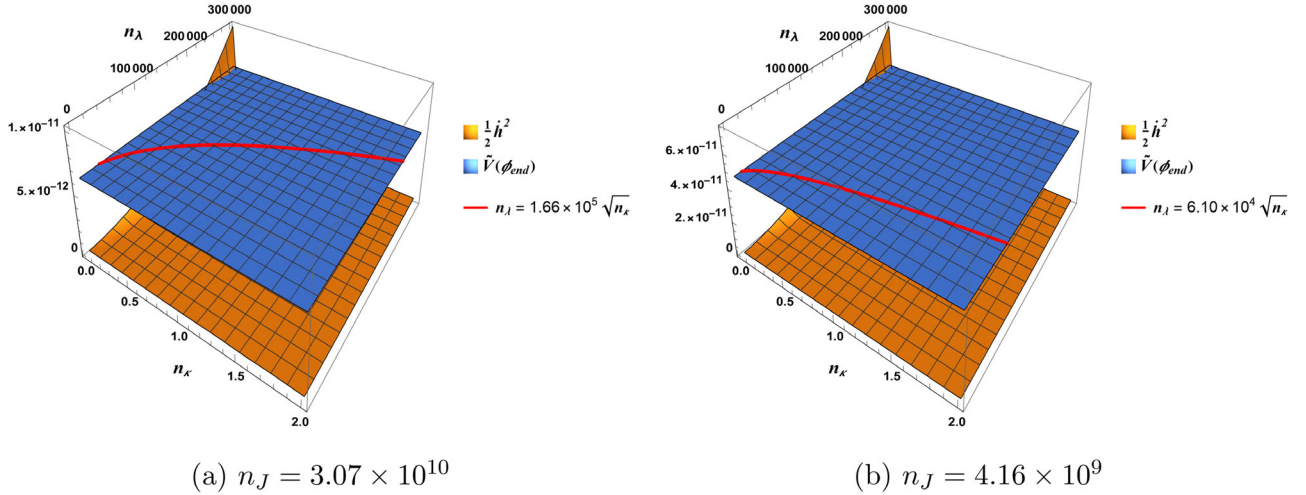 300 000
n_λ
200 000
100 000
0
1.×10⁻¹¹
5.×10⁻¹²
0
0.0
0.5
1.0
1.5
2.0
n_κ
½ ḣ²
Ṽ(ϕ_end)
n_λ = 1.66×10⁵ √n_κ
(a) n_J = 3.07 × 10¹⁰
300 000
n_λ
200 000
100 000
0
6.×10⁻¹¹
4.×10⁻¹¹
2.×10⁻¹¹
0
0.0
0.5
1.0
1.5
2.0
n_κ
½ ḣ²
Ṽ(ϕ_end)
n_λ = 6.10×10⁴ √n_κ
(b) n_J = 4.16 × 10⁹